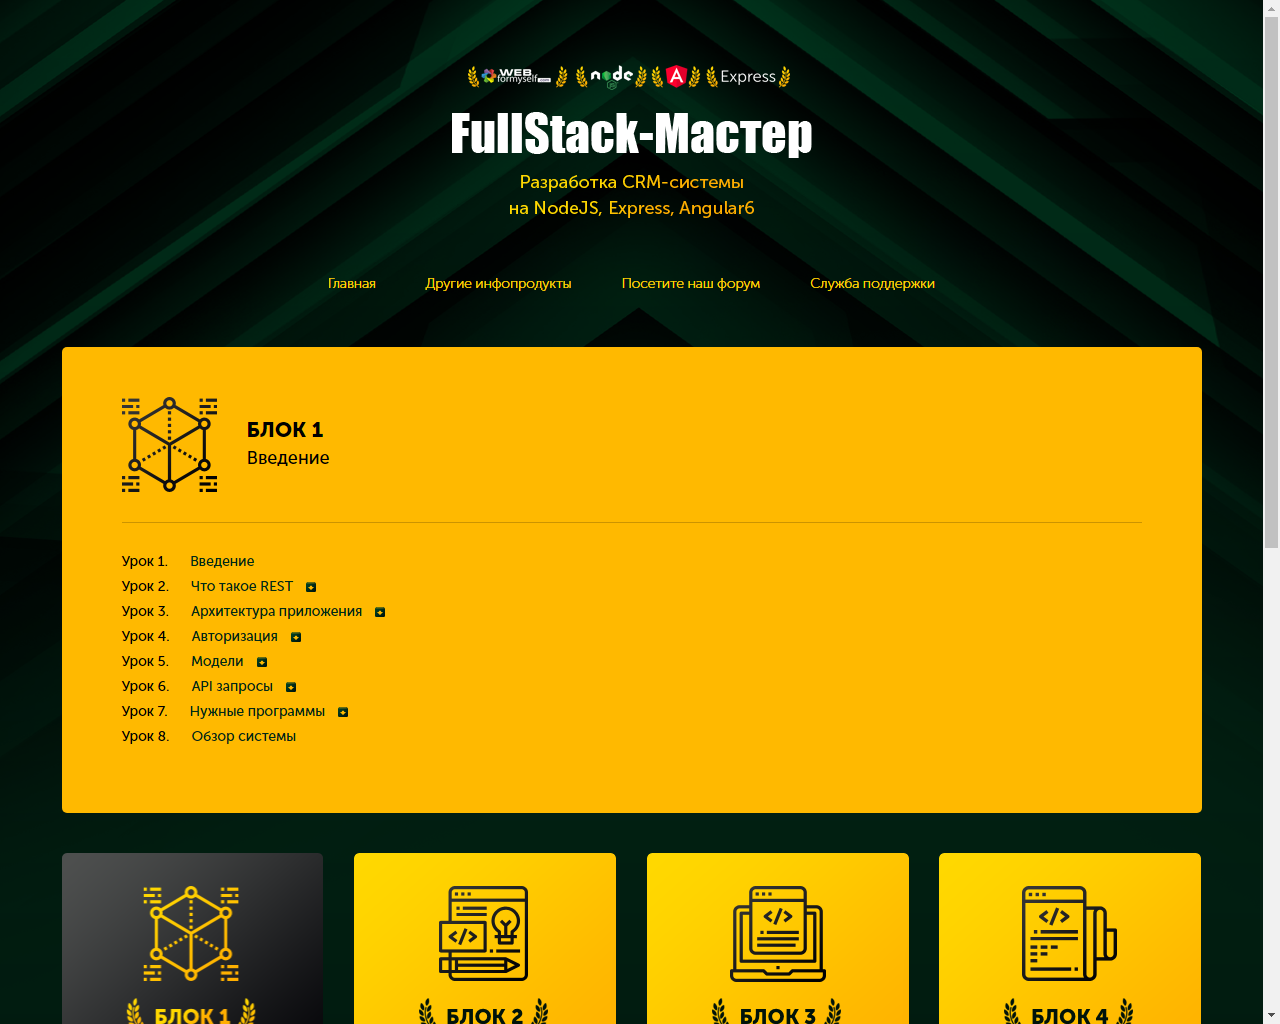 WEB
formyself.com
node
JS
A
Express
FullStack-Мастер
Разработка CRM-системы
на NodeJS, Express, Angular6
Главная Другие инфопродукты Посетите наш форум Служба поддержки
БЛОК 1
Введение
Урок 1. Введение
Урок 2. Что такое REST
Урок 3. Архитектура приложения
Урок 4. Авторизация
Урок 5. Модели
Урок 6. API запросы
Урок 7. Нужные программы
Урок 8. Обзор системы
БЛОК 1 БЛОК 2 БЛОК 3 БЛОК 4